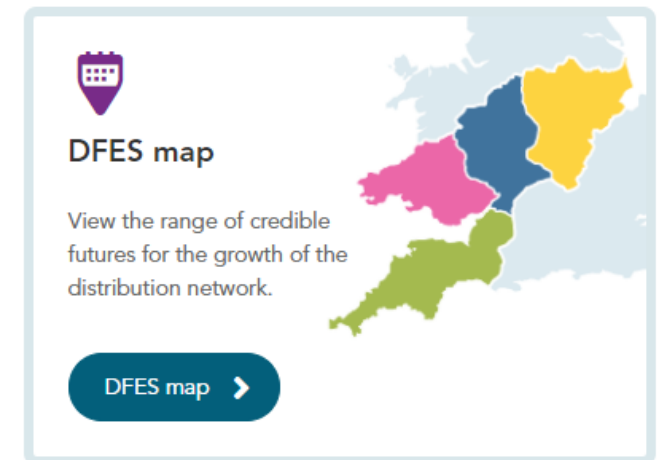 DFES map
View the range of credible
futures for the growth of the
distribution network.
DFES map